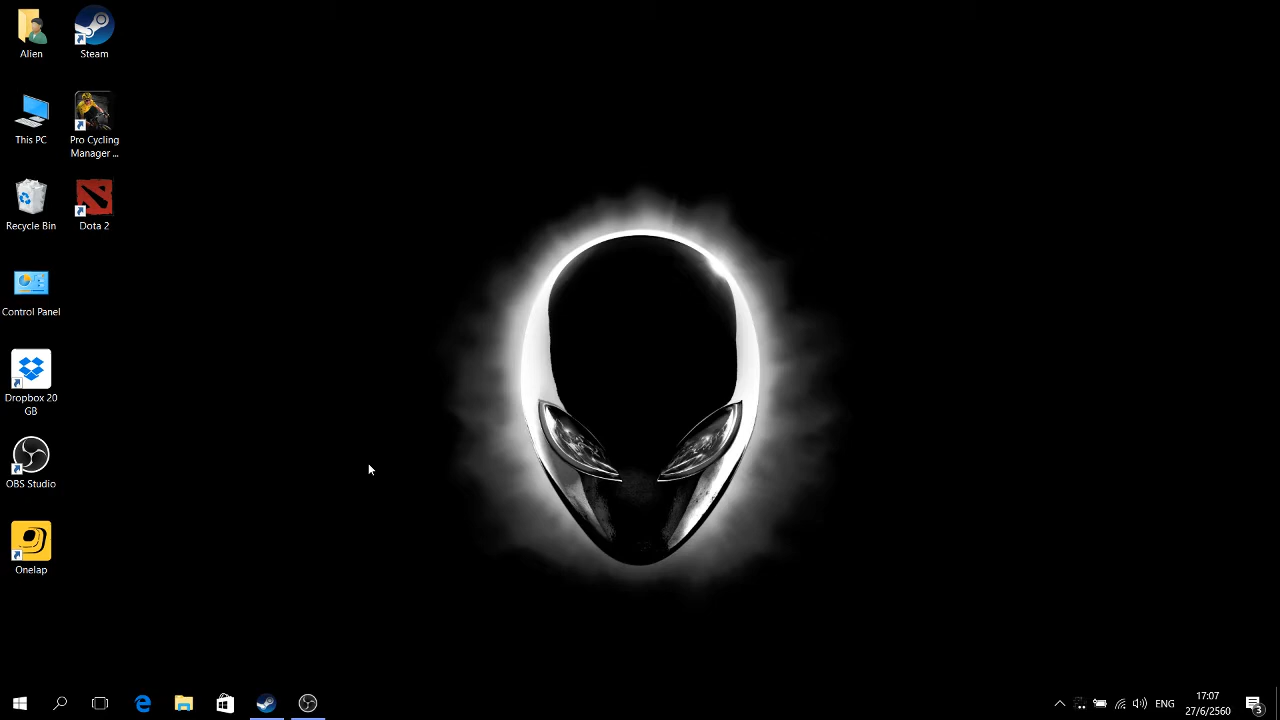 Alien
Steam
This PC
Pro Cycling
Manager ...
Recycle Bin
Dota 2
Control Panel
Dropbox 20
GB
OBS Studio
Onelap
ENG
17:07
27/6/2560
3